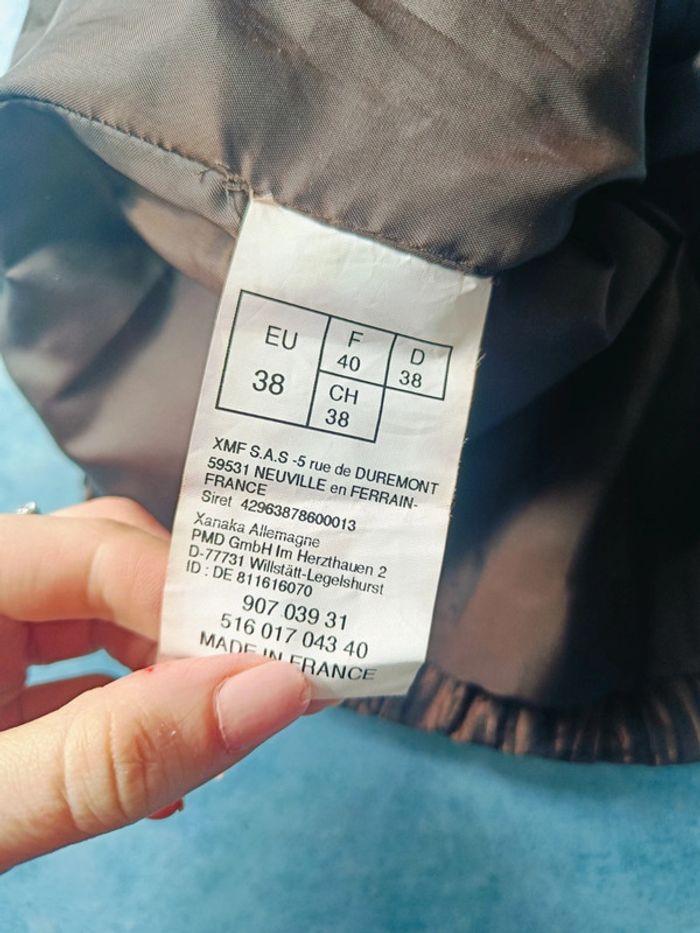 EU
38
F
40
D
38
CH
38
XMF S.A.S -5 rue de DUREMONT
59531 NEUVILLE en FERRAIN-
FRANCE
Siret 42963878600013
Xanaka Allemagne
PMD GmbH Im Herzthauen 2
D-77731 Willstätt-Legelshurst
ID : DE 811616070
907 039 31
516 017 043 40
MADE IN FRANCE